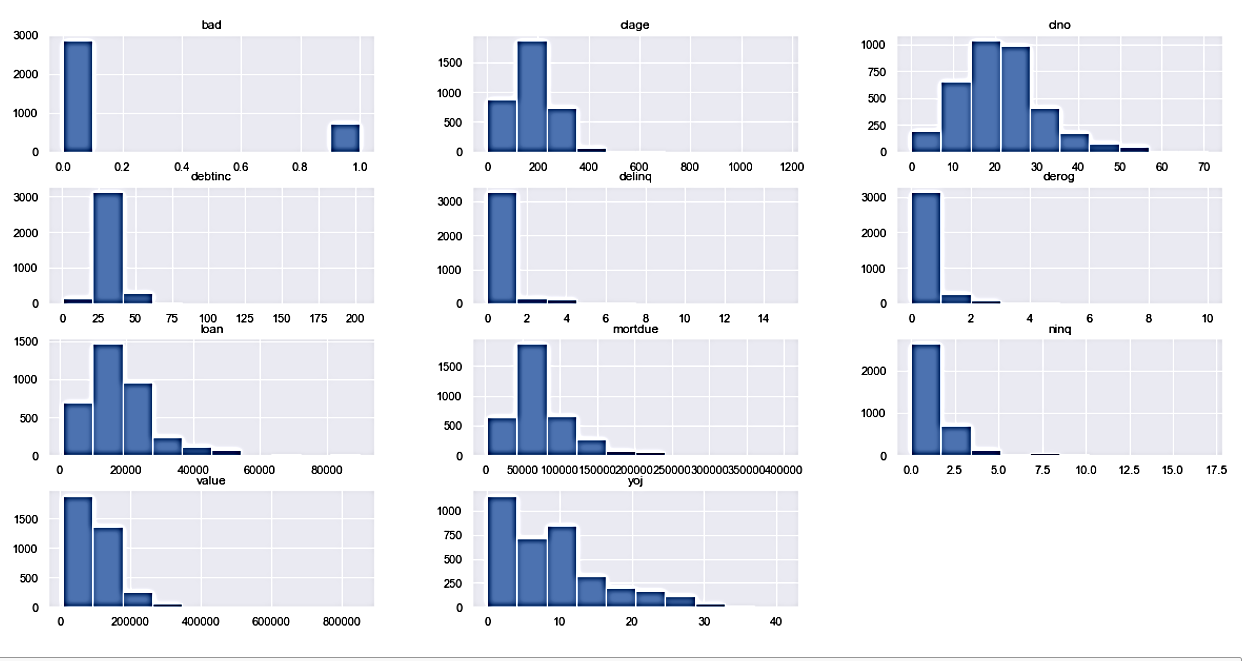 bad
3000
2000
1000
0
0.0 0.2 0.4 0.6 0.8 1.0
clage
1500
1000
500
0
0 200 400 600 800 1000 1200
clno
1000
750
500
250
0
0 10 20 30 40 50 60 70
debtinc
3000
2000
1000
0
0 25 50 75 100 125 150 175 200
delinq
3000
2000
1000
0
0 2 4 6 8 10 12 14
derog
3000
2000
1000
0
0 2 4 6 8 10
loan
1500
1000
500
0
0 20000 40000 60000 80000
mortdue
1500
1000
500
0
0 50000 100000 150000 200000 250000 300000 350000 400000
ninq
2000
1000
0
0.0 2.5 5.0 7.5 10.0 12.5 15.0 17.5
value
1500
1000
500
0
0 200000 400000 600000 800000
yoj
1000
750
500
250
0
0 10 20 30 40